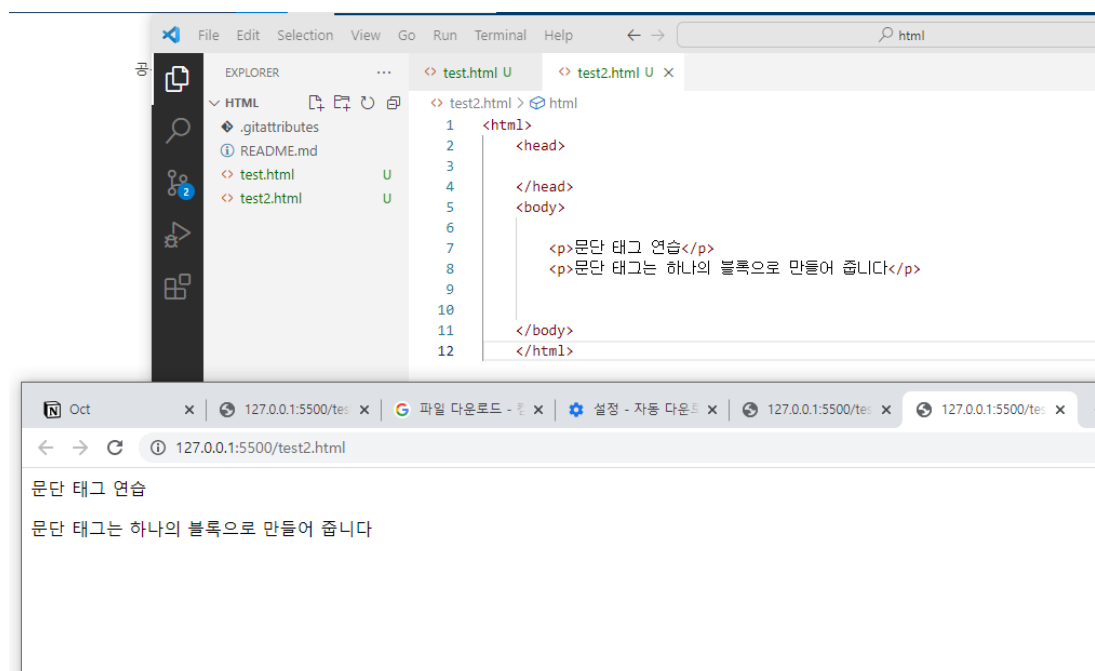 File Edit Selection View Go Run Terminal Help html
공
EXPLORER ··· <> test.html U <> test2.html U ×
HTML
.gitattributes
README.md
<> test.html U
<> test2.html U
2
<> test2.html > html
1 <html>
2 <head>
3
4 </head>
5 <body>
6
7 <p>문단 태그 연습</p>
8 <p>문단 태그는 하나의 블록으로 만들어 줍니다</p>
9
10
11 </body>
12 </html>
Oct × 127.0.0.1:5500/tes × 파일 다운로드 - × 설정 - 자동 다운로 × 127.0.0.1:5500/tes × 127.0.0.1:5500/tes ×
127.0.0.1:5500/test2.html
문단 태그 연습
문단 태그는 하나의 블록으로 만들어 줍니다